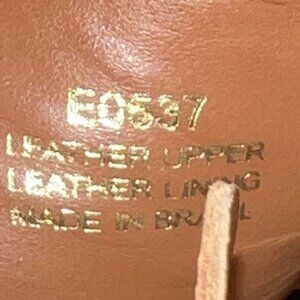 E0537
LEATHER UPPER
LEATHER LINING
MADE IN BRAZIL